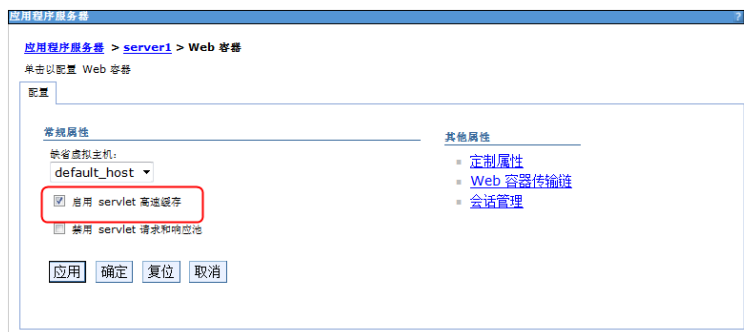 应用程序服务器 ?
应用程序服务器 > server1 > Web 容器
单击以配置 Web 容器
配置
常规属性
缺省虚拟主机：
default_host
启用 servlet 高速缓存
禁用 servlet 请求和响应池
应用 确定 复位 取消
其他属性
定制属性
Web 容器传输链
会话管理